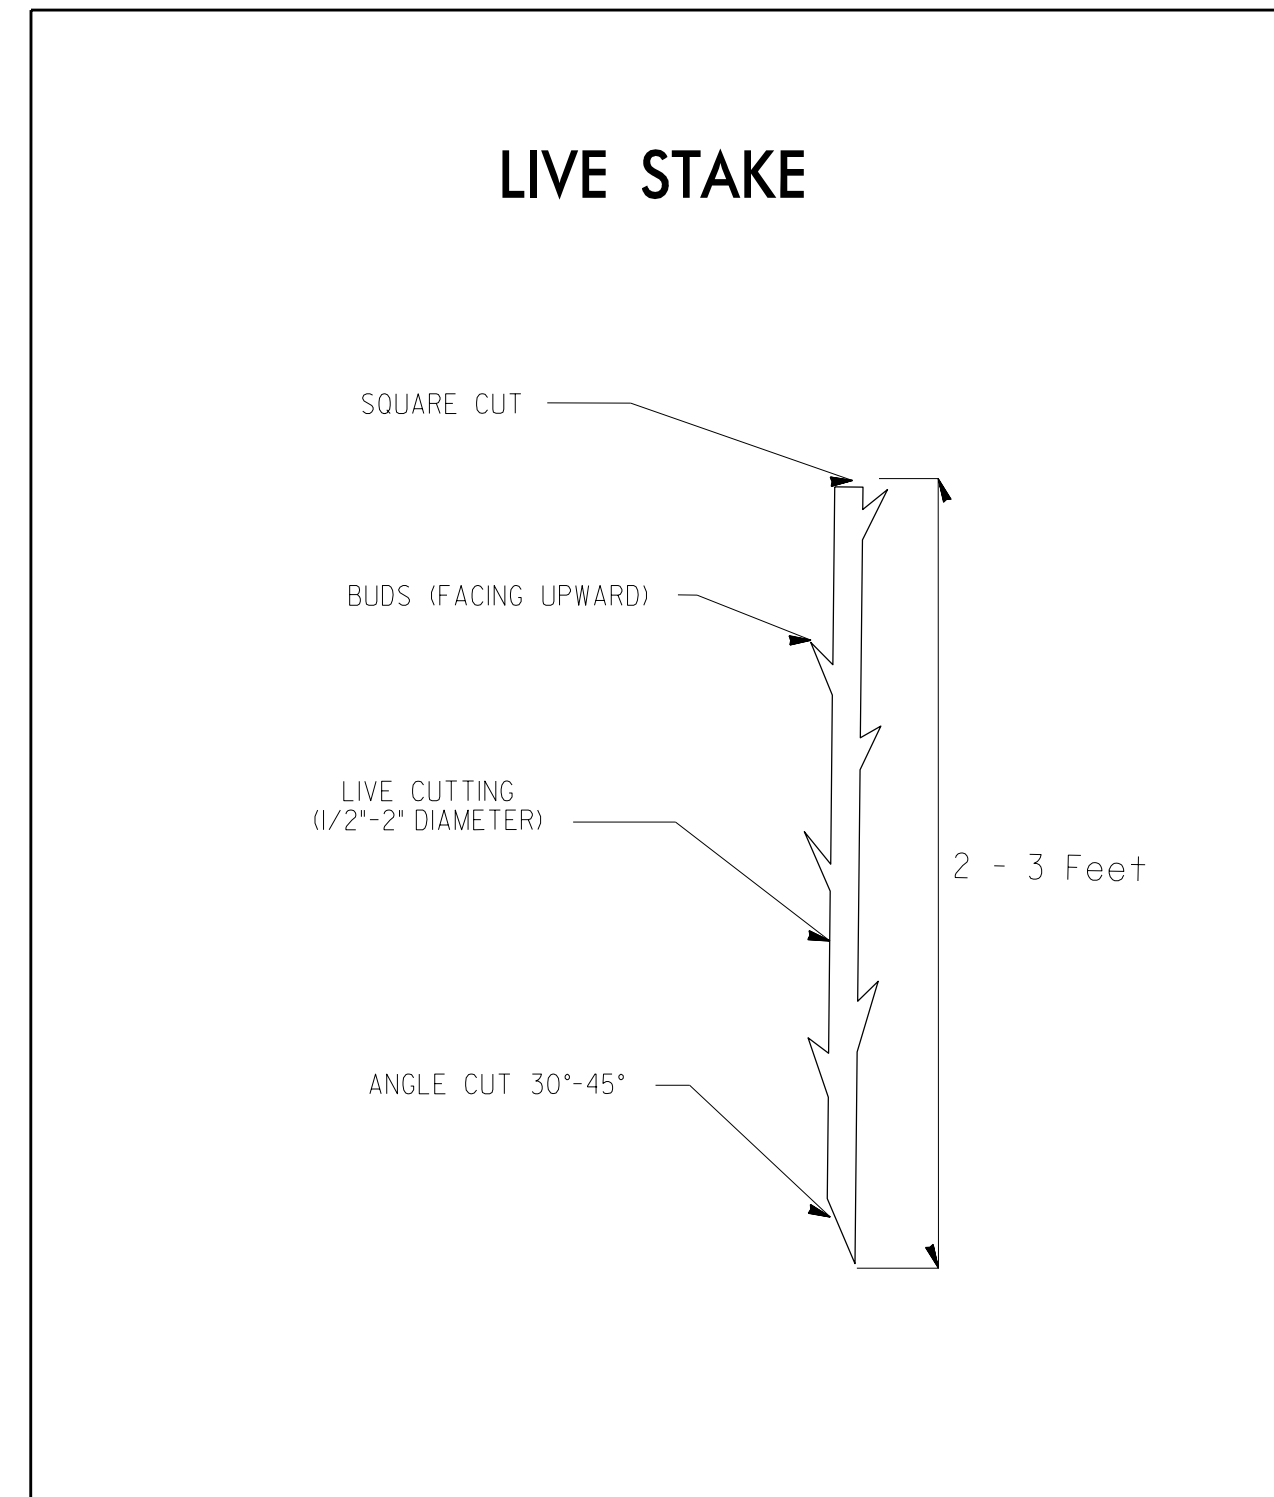 LIVE STAKE
SQUARE CUT
BUDS (FACING UPWARD)
LIVE CUTTING
(1/2"-2" DIAMETER)
2 - 3 Feet
ANGLE CUT 30°-45°